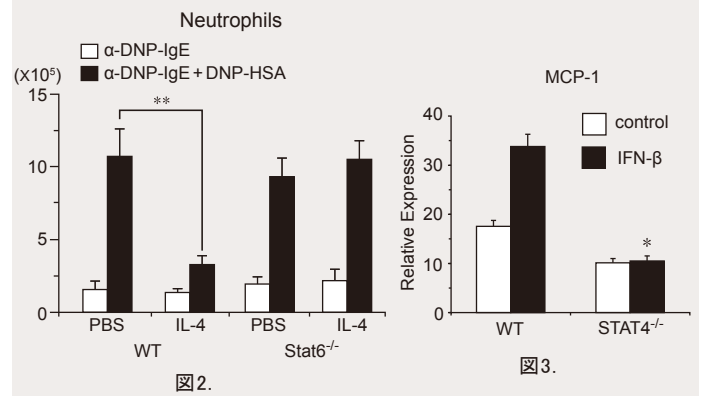 Neutrophils
α-DNP-IgE
α-DNP-IgE + DNP-HSA
(x10⁵)
15
10
5
0
**
PBS IL-4 PBS IL-4
WT Stat6⁻/⁻
図2.
MCP-1
control
IFN-β
Relative Expression
40
30
20
10
0
*
WT STAT4⁻/⁻
図3.